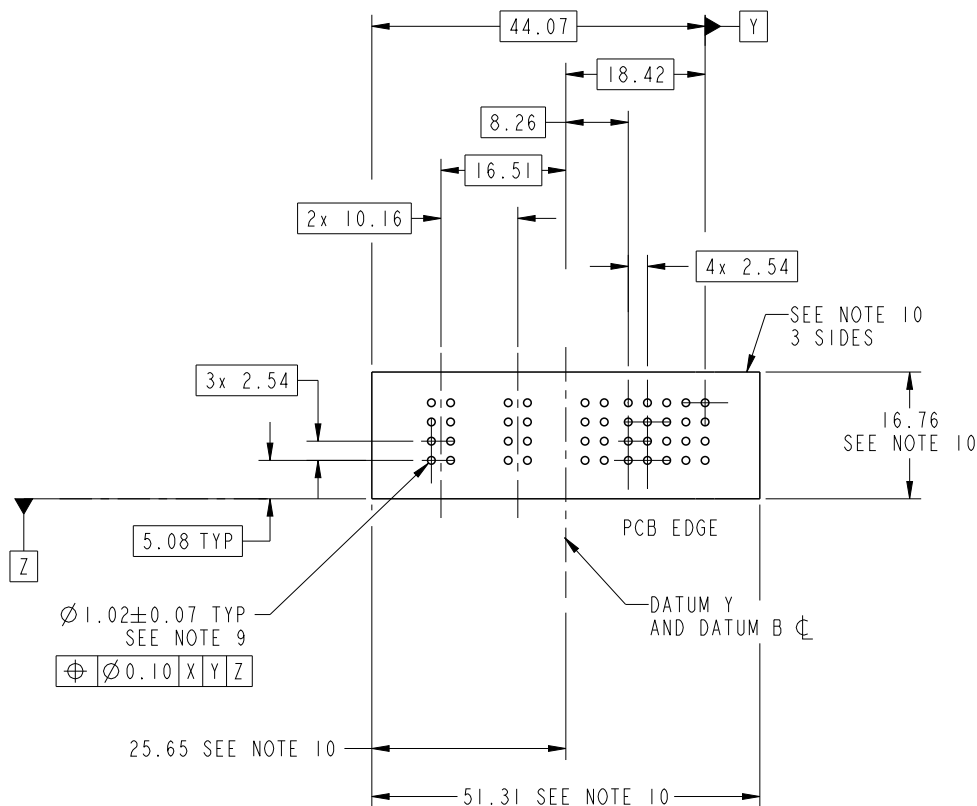 44.07
Y
18.42
8.26
16.51
2x 10.16
4x 2.54
SEE NOTE 10
3 SIDES
3x 2.54
16.76
SEE NOTE 10
5.08 TYP
PCB EDGE
Z
Ø1.02±0.07 TYP
SEE NOTE 9
⌖ Ø0.10 X Y Z
DATUM Y
AND DATUM B ℄
25.65 SEE NOTE 10
51.31 SEE NOTE 10